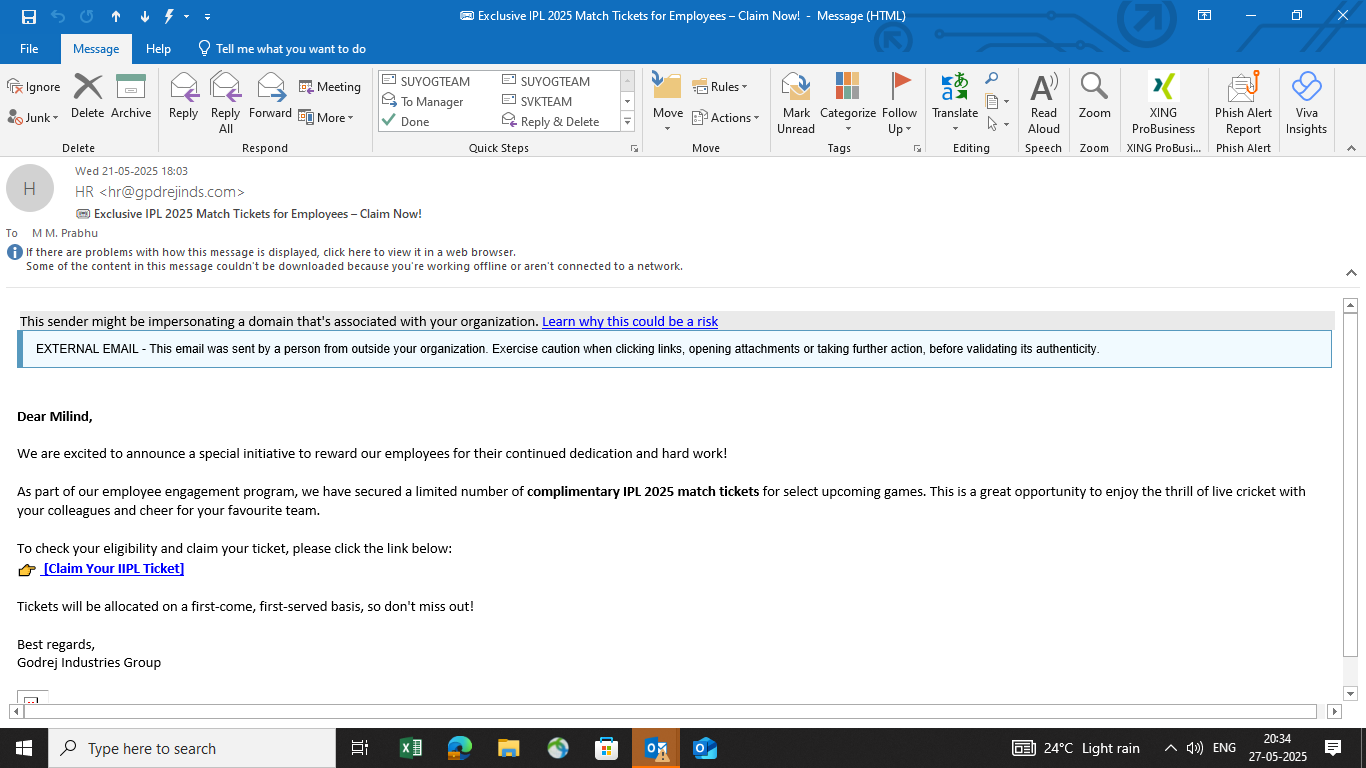 Exclusive IPL 2025 Match Tickets for Employees – Claim Now! - Message (HTML)
File Message Help Tell me what you want to do
Ignore
Junk
Delete
Archive
Delete
Reply
Reply All
Forward
Meeting
More
Respond
SUYOGTEAM
To Manager
Done
SUYOGTEAM
SVKTEAM
Reply & Delete
Quick Steps
Move
Rules
Actions
Move
Mark Unread
Categorize
Follow Up
Tags
Translate
Editing
Read Aloud
Speech
Zoom
Zoom
XING ProBusiness
XING ProBusi...
Phish Alert Report
Phish Alert
Viva Insights
H
Wed 21-05-2025 18:03
HR <hr@gpdrejinds.com>
Exclusive IPL 2025 Match Tickets for Employees – Claim Now!
To M M. Prabhu
If there are problems with how this message is displayed, click here to view it in a web browser.
Some of the content in this message couldn't be downloaded because you're working offline or aren't connected to a network.
This sender might be impersonating a domain that's associated with your organization. Learn why this could be a risk
EXTERNAL EMAIL - This email was sent by a person from outside your organization. Exercise caution when clicking links, opening attachments or taking further action, before validating its authenticity.
Dear Milind,
We are excited to announce a special initiative to reward our employees for their continued dedication and hard work!
As part of our employee engagement program, we have secured a limited number of complimentary IPL 2025 match tickets for select upcoming games. This is a great opportunity to enjoy the thrill of live cricket with
your colleagues and cheer for your favourite team.
To check your eligibility and claim your ticket, please click the link below:
[Claim Your IIPL Ticket]
Tickets will be allocated on a first-come, first-served basis, so don't miss out!
Best regards,
Godrej Industries Group
Type here to search
24°C Light rain
ENG
20:34
27-05-2025